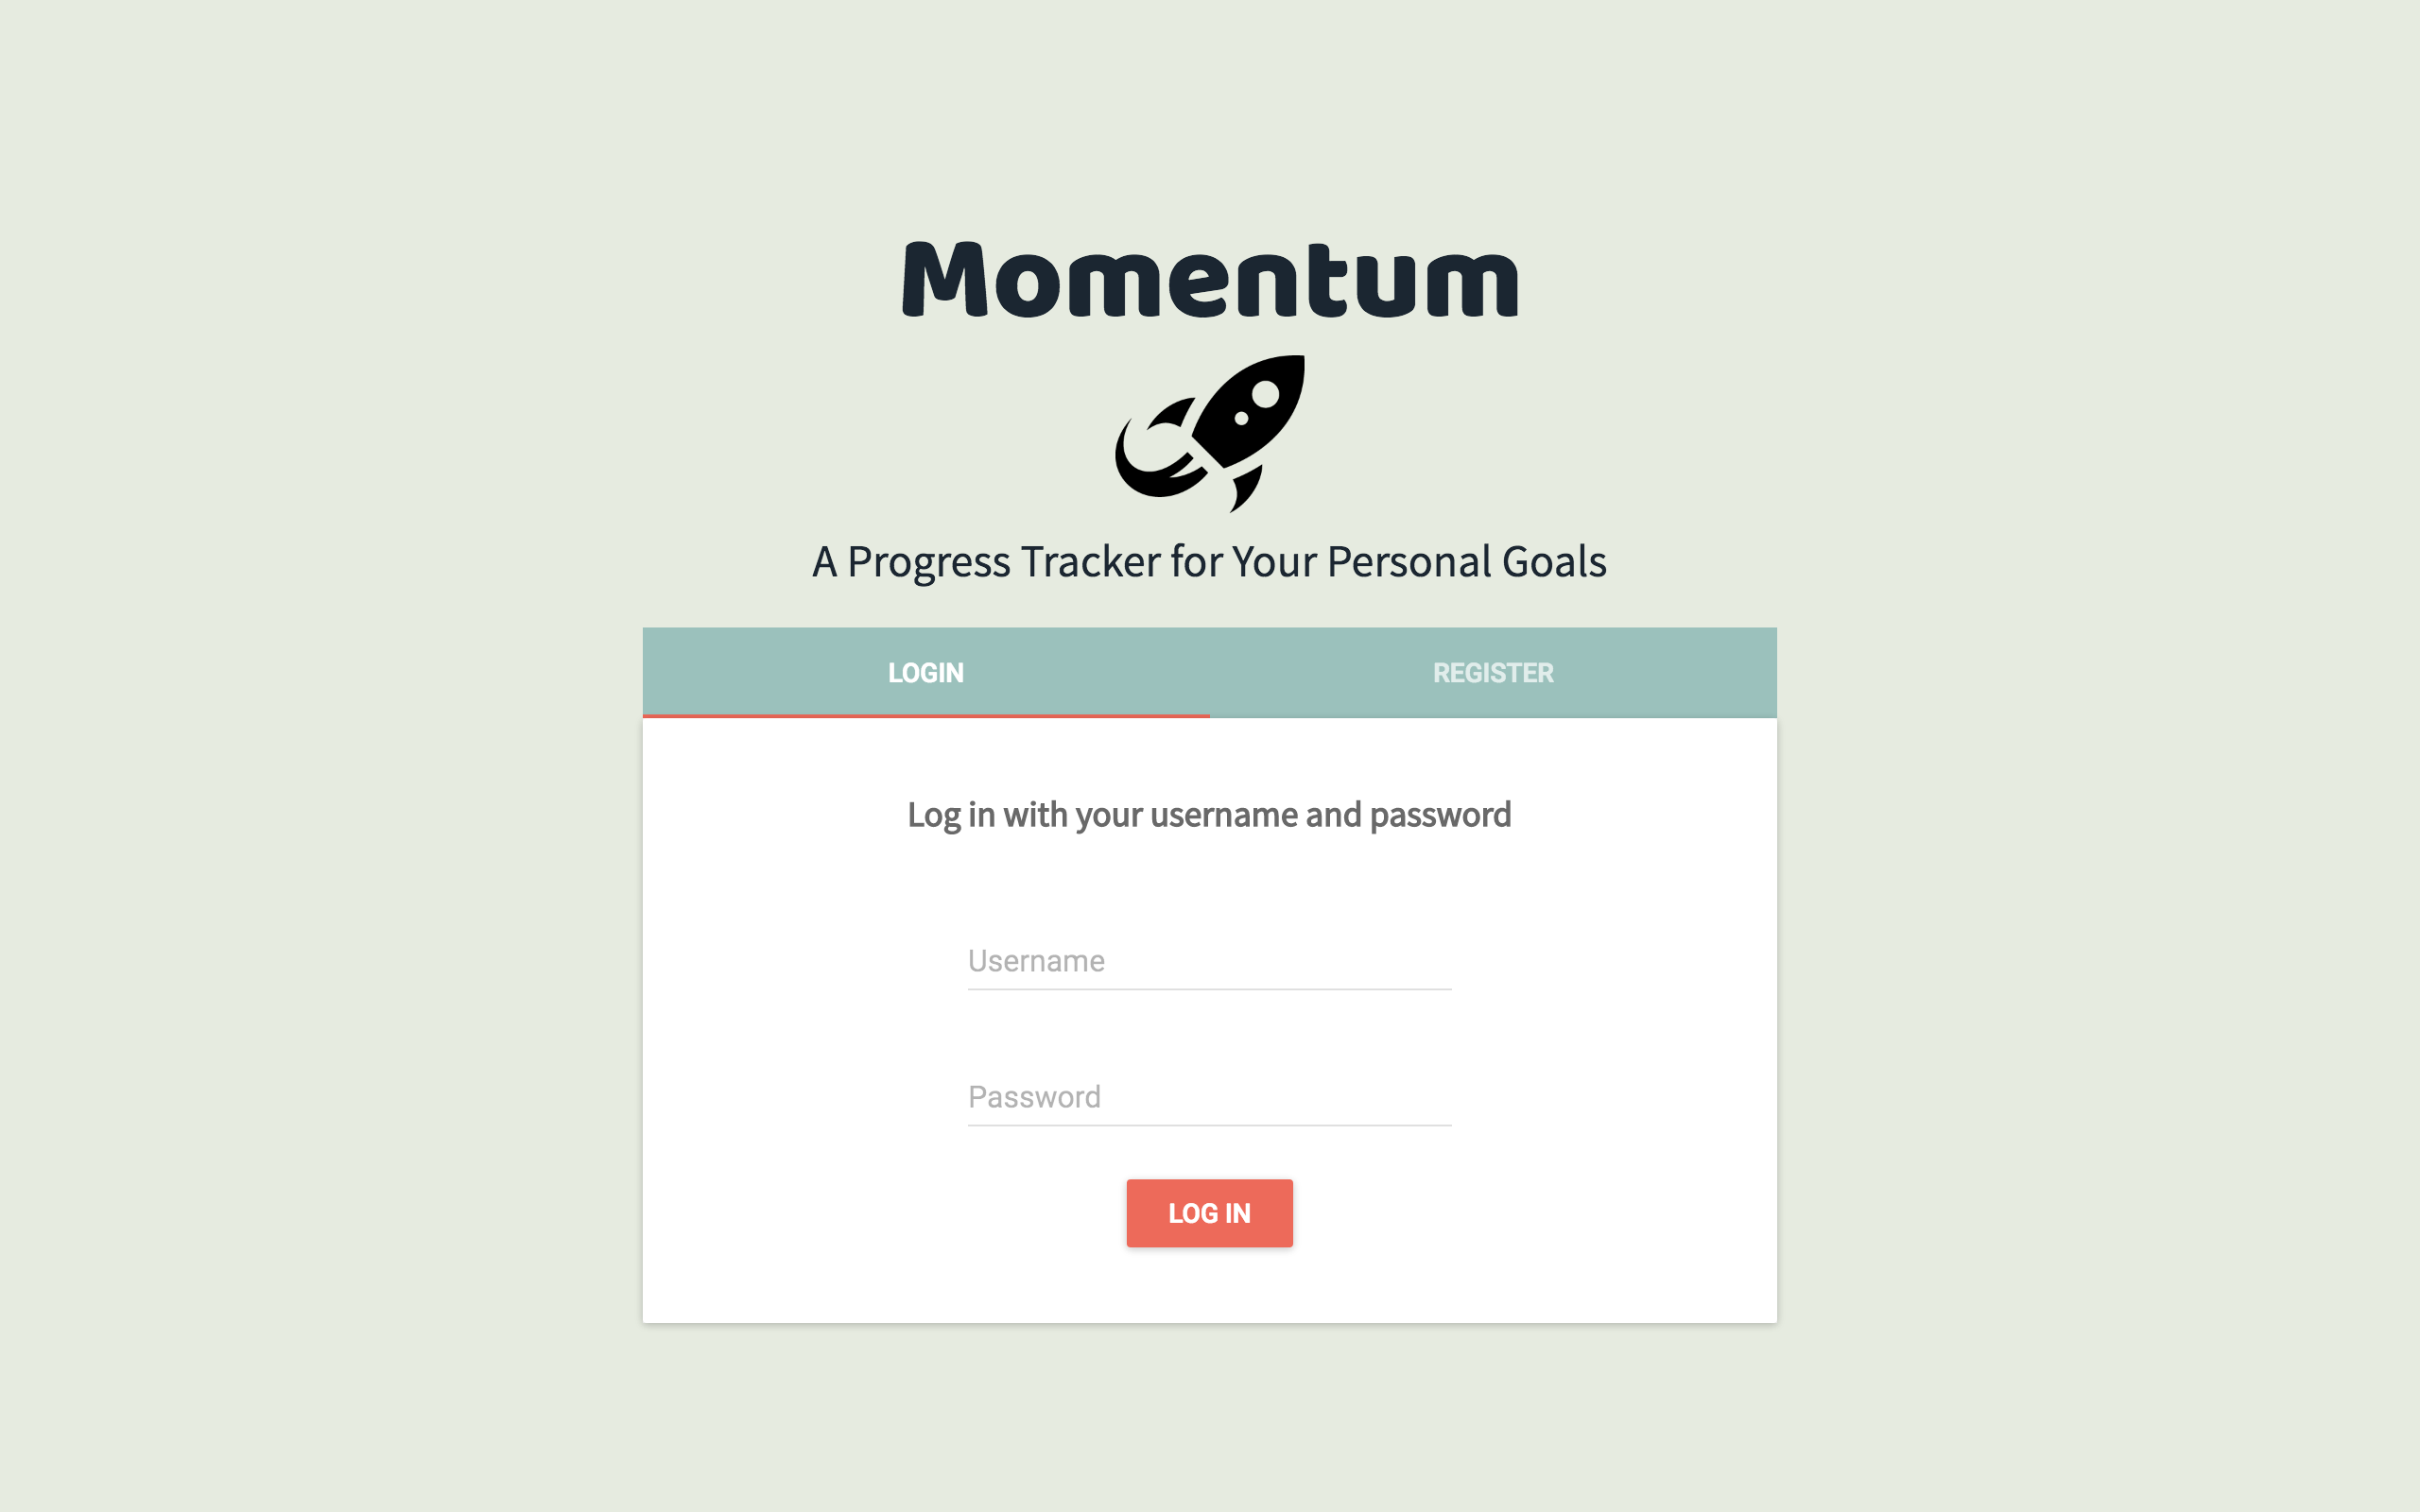 Momentum
A Progress Tracker for Your Personal Goals
LOGIN
REGISTER
Log in with your username and password
Username
Password
LOG IN